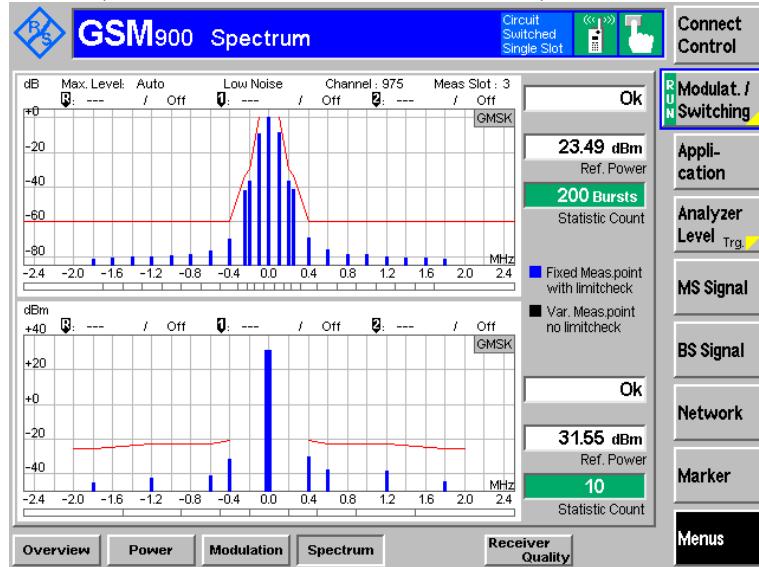 R/S
GSM900 Spectrum
Circuit
Switched
Single Slot
Connect
Control
dB Max. Level: Auto Low Noise Channel : 975 Meas Slot : 3
R: --- / Off 1: --- / Off 2: --- / Off
+0
GMSK
-20
-40
-60
-80
MHz
-2.4 -2.0 -1.6 -1.2 -0.8 -0.4 0.0 0.4 0.8 1.2 1.6 2.0 2.4
Ok
23.49 dBm
Ref. Power
200 Bursts
Statistic Count
Fixed Meas.point
with limitcheck
Var. Meas.point
no limitcheck
dBm
+40 R: --- / Off 1: --- / Off 2: --- / Off
GMSK
+20
+0
-20
-40
MHz
-2.4 -2.0 -1.6 -1.2 -0.8 -0.4 0.0 0.4 0.8 1.2 1.6 2.0 2.4
Ok
31.55 dBm
Ref. Power
10
Statistic Count
RUN
Modulat. /
Switching
Appli-
cation
Analyzer
Level Trg.
MS Signal
BS Signal
Network
Marker
Menus
Overview Power Modulation Spectrum Receiver
Quality